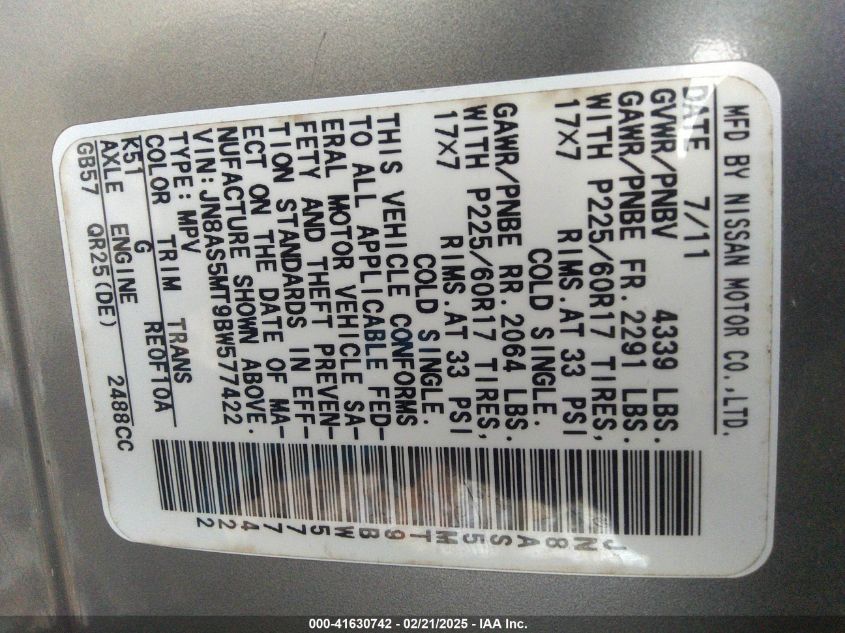 MFD BY NISSAN MOTOR CO.,LTD.
DATE 7/11
GVWR/PNBV 4339 LBS.
GAWR/PNBE FR. 2291 LBS.
WITH P225/60R17 TIRES,
17X7 RIMS.AT 33 PSI
COLD SINGLE.
GAWR/PNBE RR. 2064 LBS.
WITH P225/60R17 TIRES,
17X7 RIMS.AT 33 PSI
COLD SINGLE.
THIS VEHICLE CONFORMS
TO ALL APPLICABLE FED-
ERAL MOTOR VEHICLE SA-
FETY AND THEFT PREVEN-
TION STANDARDS IN EFF-
ECT ON THE DATE OF MA-
NUFACTURE SHOWN ABOVE.
VIN:JN8AS5MT9BW577422
TYPE:MPV
COLOR TRIM TRANS
K51 G RE0F10A
AXLE ENGINE
GB57 QR25(DE) 2488CC
JN8AS5MT9BW577422
000-41630742 - 02/21/2025 - IAA Inc.